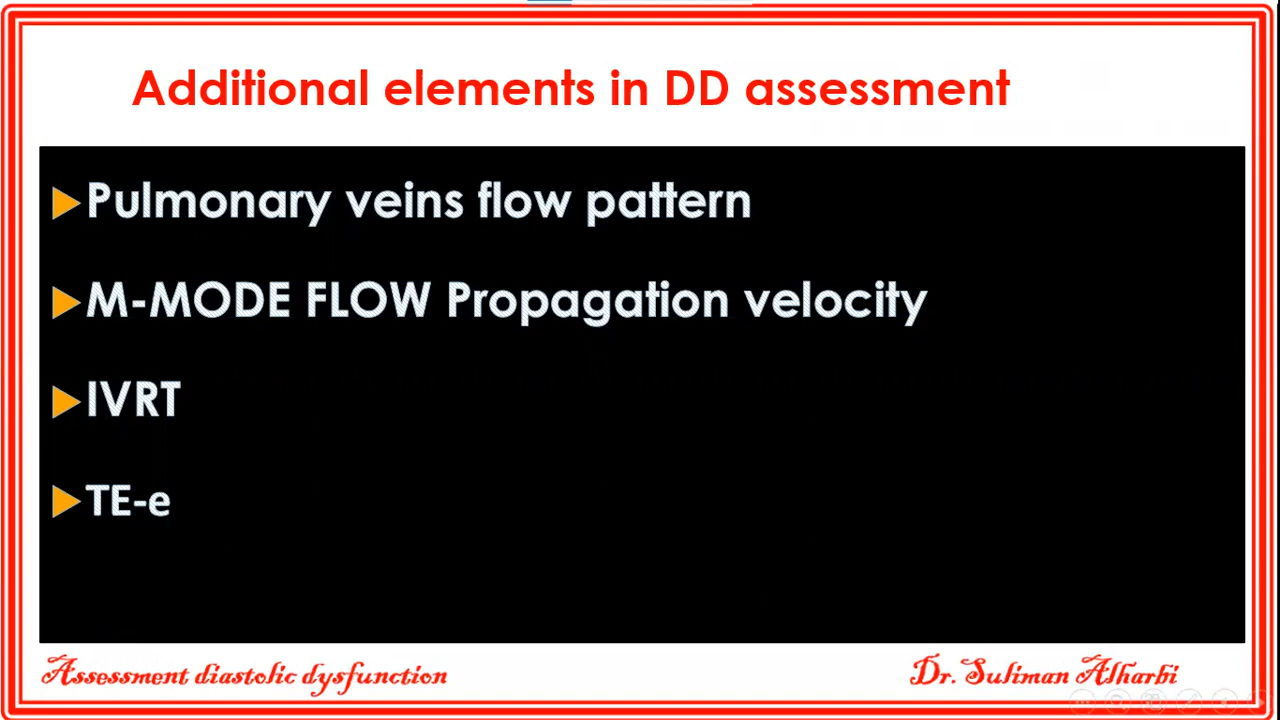 Additional elements in DD assessment
Pulmonary veins flow pattern
M-MODE FLOW Propagation velocity
IVRT
TE-e
Assessment diastolic dysfunction
Dr. Suliman Alharbi